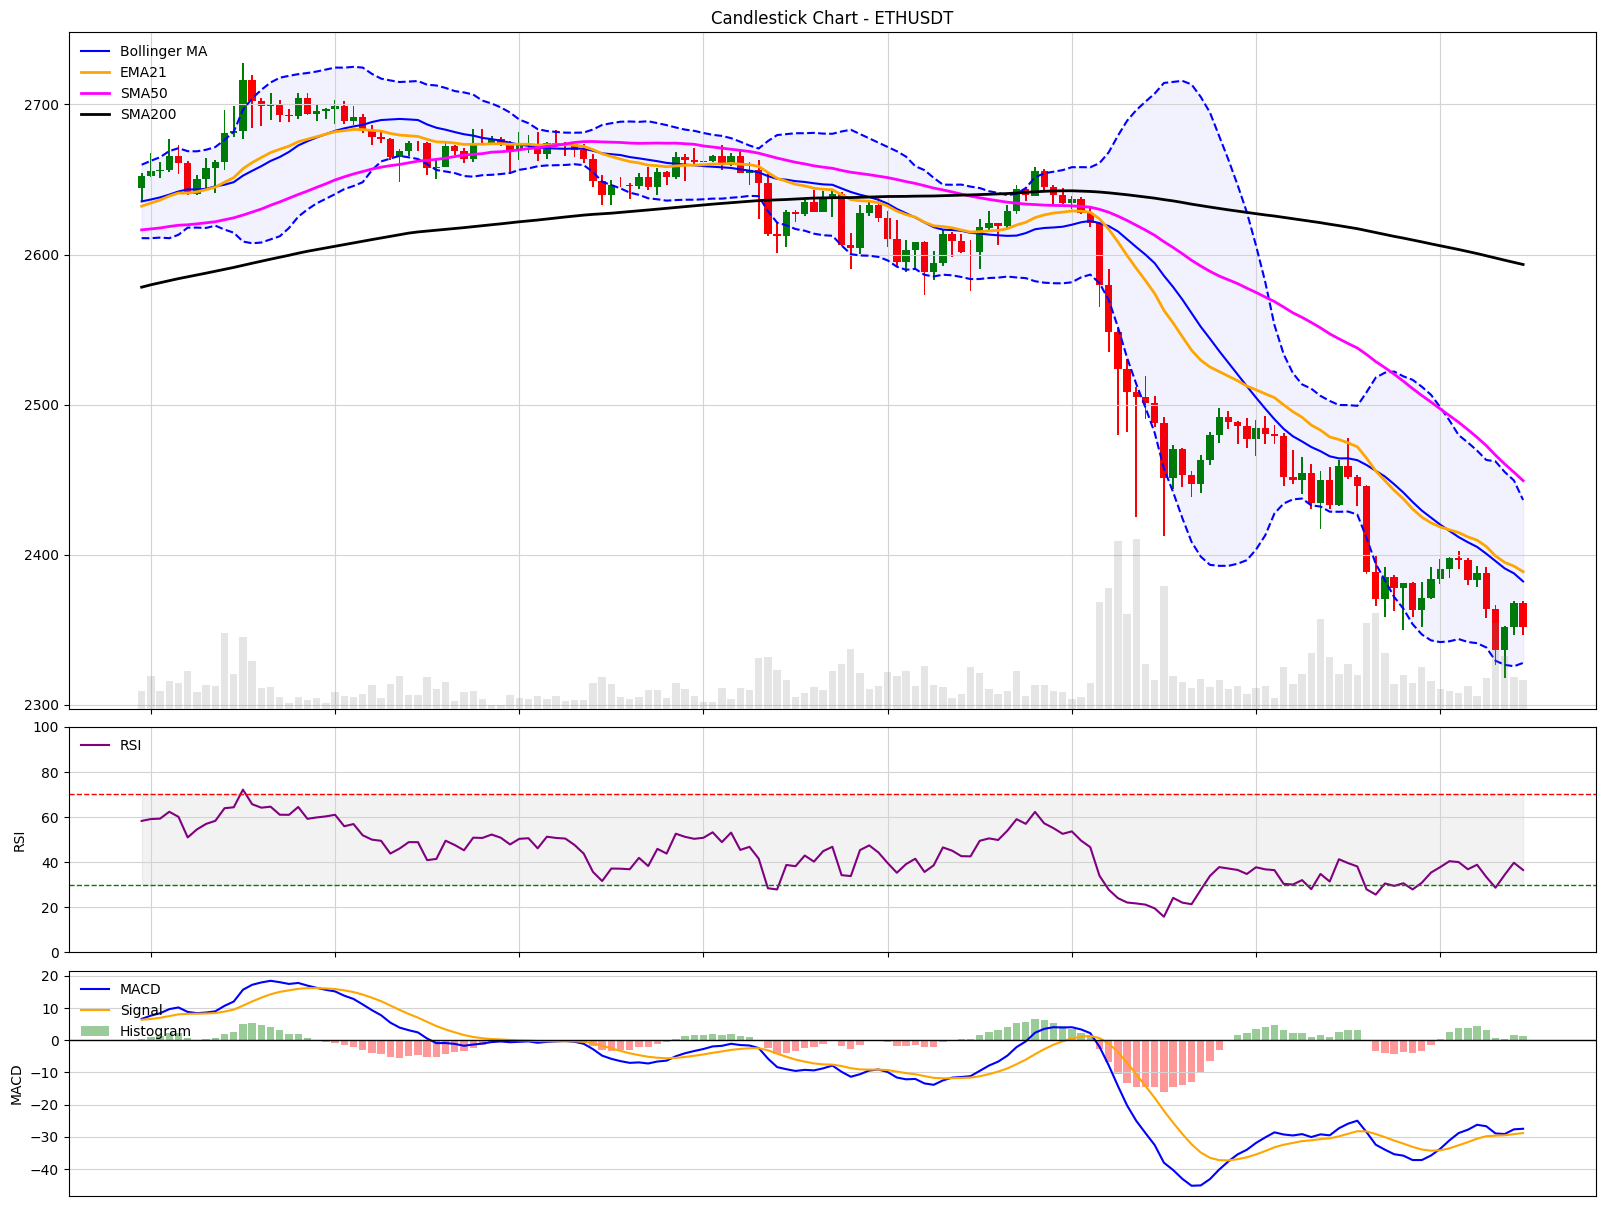 Candlestick Chart - ETHUSDT
Bollinger MA
EMA21
SMA50
SMA200
2700
2600
2500
2400
2300
RSI
RSI
100
80
60
40
20
0
MACD
Signal
Histogram
MACD
20
10
0
−10
−20
−30
−40